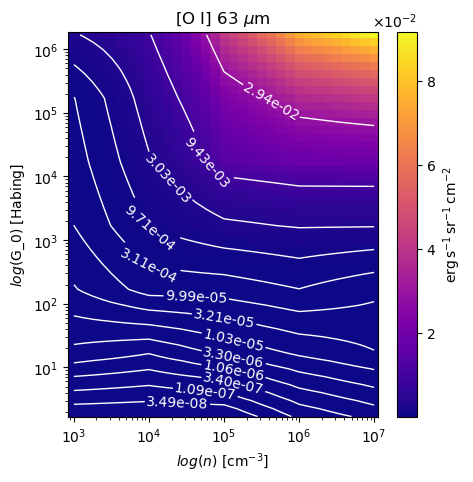 [O I] 63 μm
×10⁻²
10⁶
10⁵
10⁴
10³
10²
10¹
log(G_0) [Habing]
2.94e-02
9.43e-03
3.03e-03
9.71e-04
3.11e-04
9.99e-05
3.21e-05
1.03e-05
3.30e-06
1.06e-06
3.40e-07
1.09e-07
3.49e-08
10³ 10⁴ 10⁵ 10⁶ 10⁷
log(n) [cm⁻³]
8
6
4
2
erg s⁻¹ sr⁻¹ cm⁻²